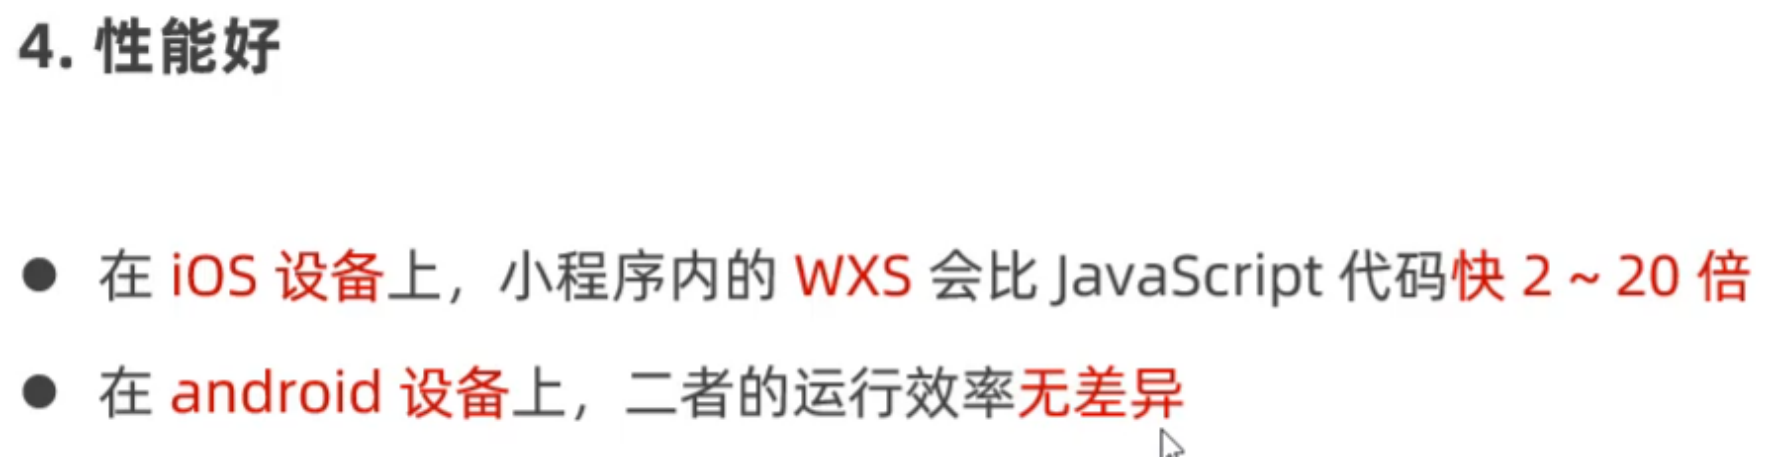 4. 性能好
● 在 iOS 设备上，小程序内的 WXS 会比 JavaScript 代码快 2 ~ 20 倍
● 在 android 设备上，二者的运行效率无差异